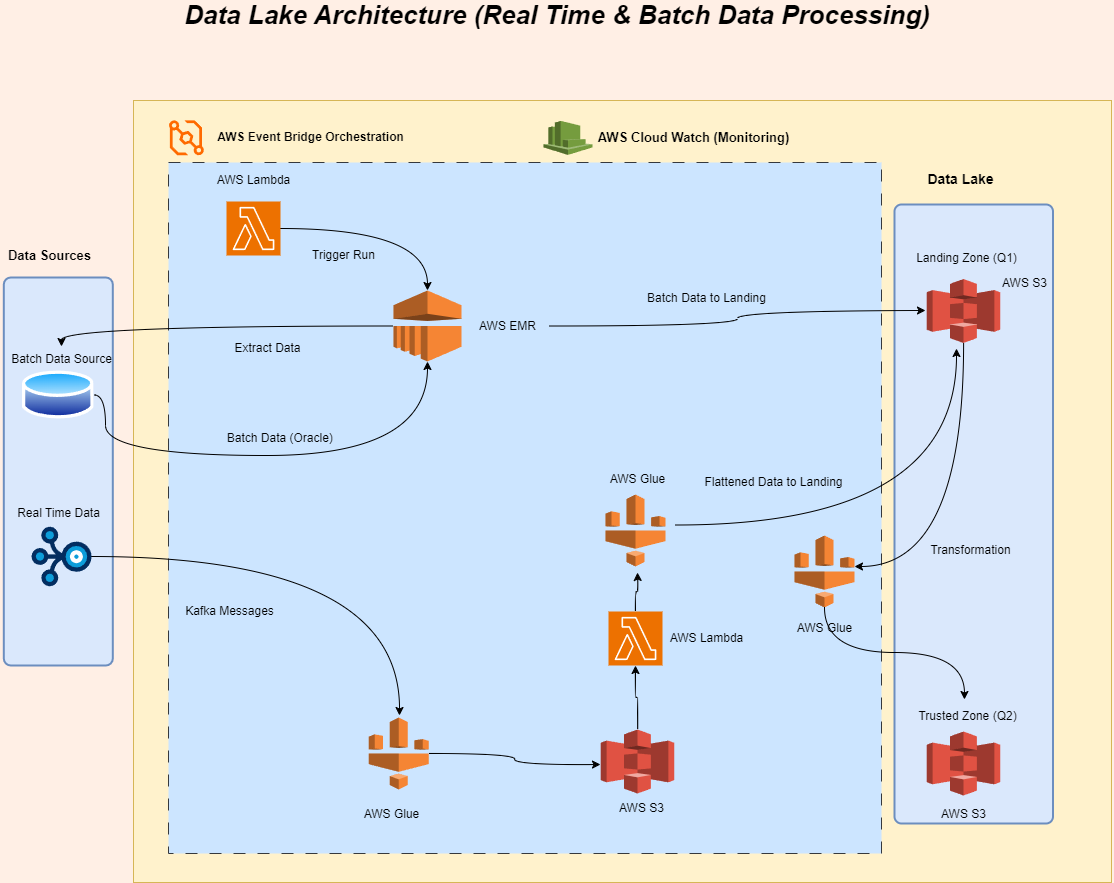 Data Lake Architecture (Real Time & Batch Data Processing)
AWS Event Bridge Orchestration
AWS Cloud Watch (Monitoring)
AWS Lambda
Data Lake
Trigger Run
Data Sources
Landing Zone (Q1)
AWS S3
Batch Data to Landing
AWS EMR
Extract Data
Batch Data Source
Batch Data (Oracle)
AWS Glue
Flattened Data to Landing
Real Time Data
Transformation
Kafka Messages
AWS Glue
AWS Lambda
Trusted Zone (Q2)
AWS S3
AWS Glue
AWS S3